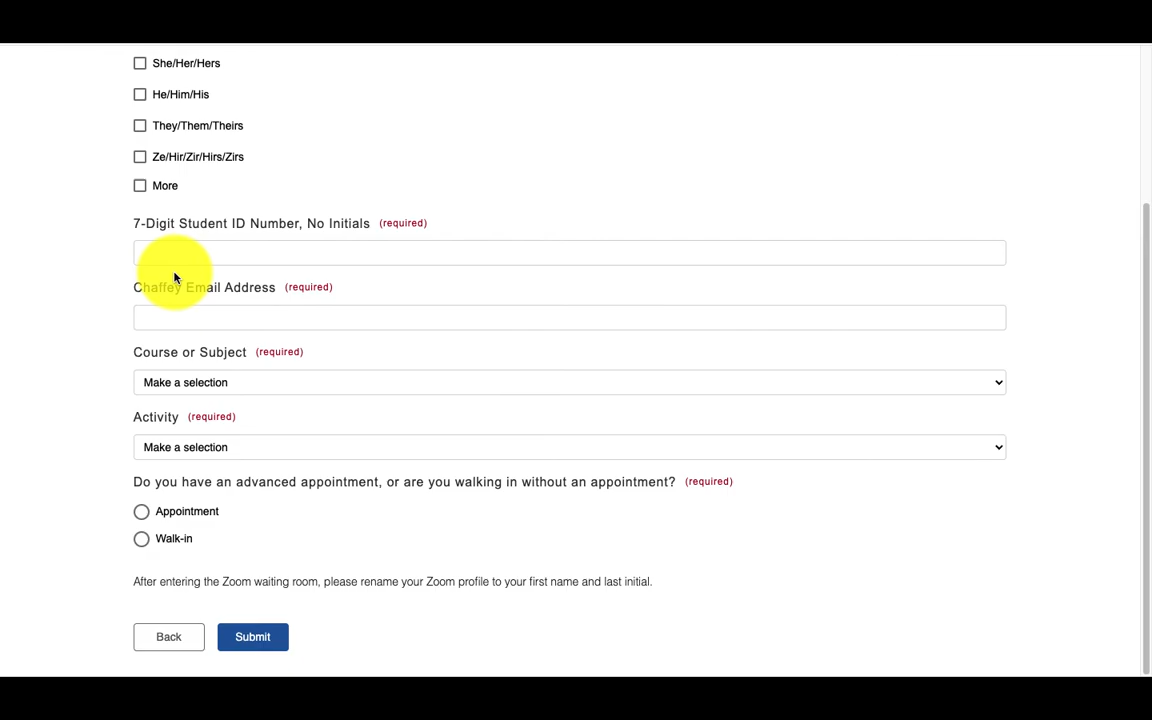 She/Her/Hers
He/Him/His
They/Them/Theirs
Ze/Hir/Zir/Hirs/Zirs
More
7-Digit Student ID Number, No Initials (required)
Chaffey Email Address (required)
Course or Subject (required)
Make a selection
Activity (required)
Make a selection
Do you have an advanced appointment, or are you walking in without an appointment? (required)
Appointment
Walk-in
After entering the Zoom waiting room, please rename your Zoom profile to your first name and last initial.
Back Submit